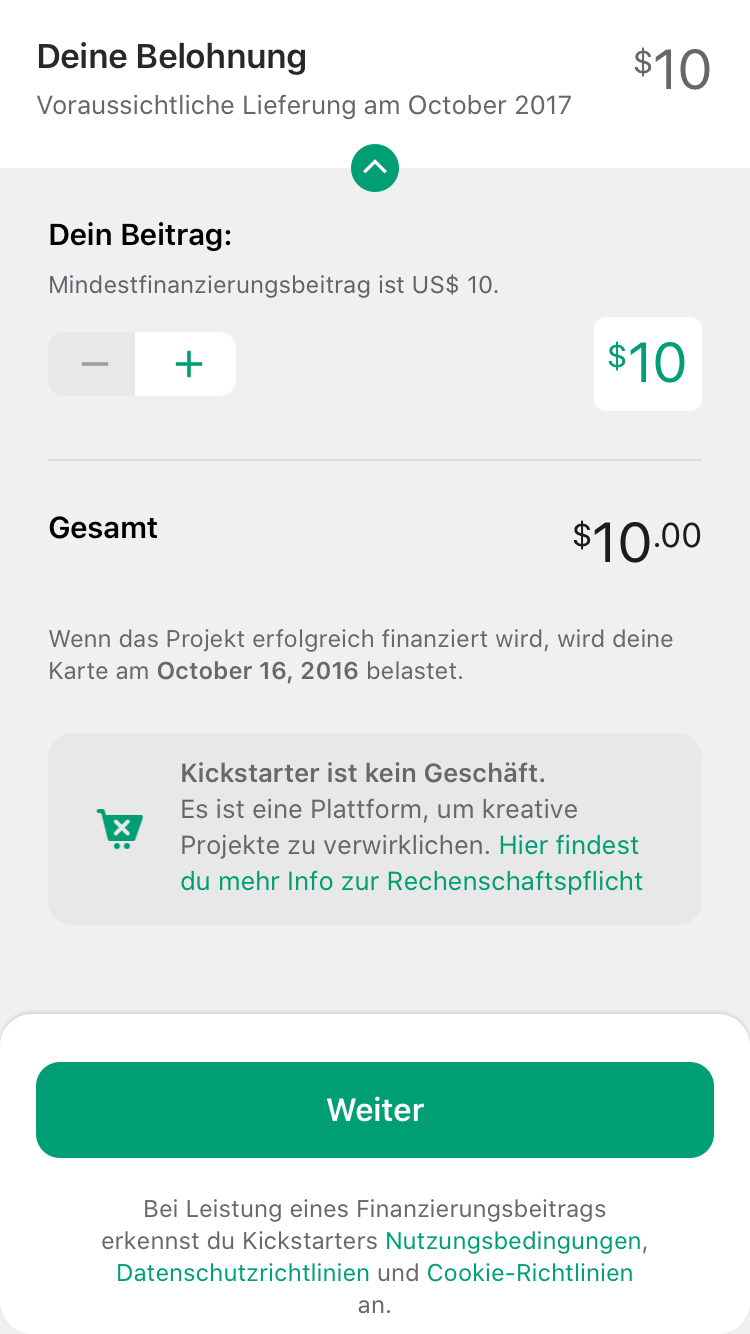 Deine Belohnung
$10
Voraussichtliche Lieferung am October 2017
Dein Beitrag:
Mindestfinanzierungsbeitrag ist US$ 10.
$10
Gesamt
$10.00
Wenn das Projekt erfolgreich finanziert wird, wird deine
Karte am October 16, 2016 belastet.
Kickstarter ist kein Geschäft.
Es ist eine Plattform, um kreative
Projekte zu verwirklichen. Hier findest
du mehr Info zur Rechenschaftspflicht
Weiter
Bei Leistung eines Finanzierungsbeitrags
erkennst du Kickstarters Nutzungsbedingungen,
Datenschutzrichtlinien und Cookie-Richtlinien
an.